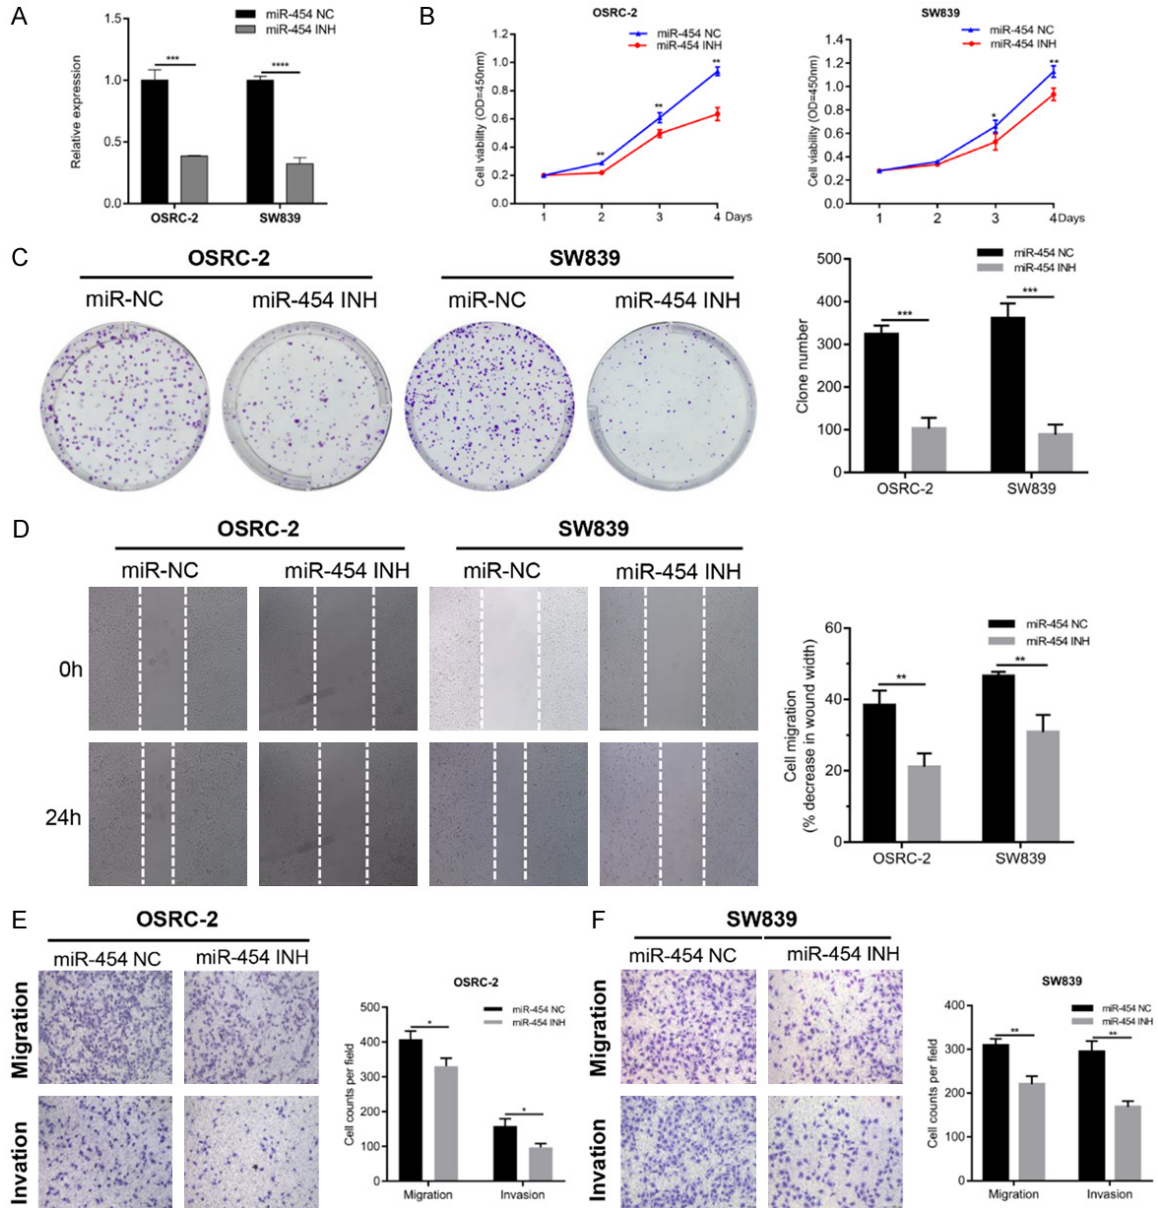 A
miR-454 NC
miR-454 INH
Relative expression
1.5
1.0
0.5
0.0
***
****
OSRC-2
SW839
B
OSRC-2
miR-454 NC
miR-454 INH
Cell viability (OD=450nm)
1.2
1.0
0.8
0.6
0.4
0.2
0.0
**
**
**
1 2 3 4 Days
SW839
miR-454 NC
miR-454 INH
Cell viability (OD=450nm)
1.4
1.2
1.0
0.8
0.6
0.4
0.2
0.0
*
**
1 2 3 4 Days
C
OSRC-2
SW839
miR-NC
miR-454 INH
miR-NC
miR-454 INH
miR-454 NC
miR-454 INH
Clone number
500
400
300
200
100
0
***
***
OSRC-2
SW839
D
OSRC-2
SW839
miR-NC
miR-454 INH
miR-NC
miR-454 INH
0h
24h
miR-454 NC
miR-454 INH
Cell migration
(% decrease in wound width)
60
40
20
0
**
**
OSRC-2
SW839
E
OSRC-2
miR-454 NC
miR-454 INH
Migration
Invation
OSRC-2
miR-454 NC
miR-454 INH
Cell counts per field
500
400
300
200
100
0
*
*
Migration
Invasion
F
SW839
miR-454 NC
miR-454 INH
Migration
Invation
SW839
miR-454 NC
miR-454 INH
Cell counts per field
400
300
200
100
0
**
**
Migration
Invasion